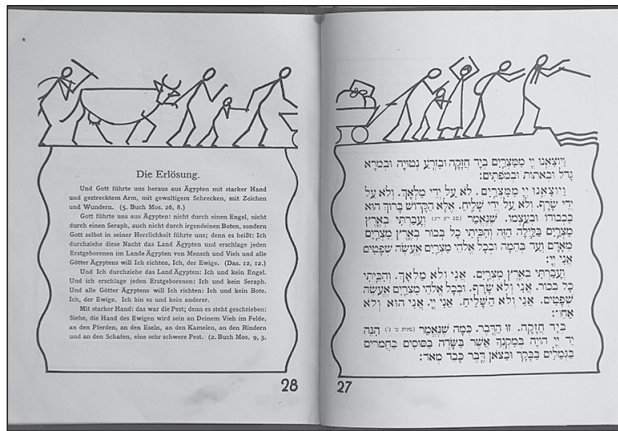 וַיּוֹצִאֵנוּ יְיָ מִמִּצְרַיִם בְּיָד חֲזָקָה וּבִזְרֹעַ נְטוּיָה וּבְמֹרָא
גָּדֹל וּבְאֹתוֹת וּבְמֹפְתִים:
וַיּוֹצִאֵנוּ יְיָ מִמִּצְרַיִם. לֹא עַל יְדֵי מַלְאָךְ. וְלֹא עַל
יְדֵי שָׂרָף. וְלֹא עַל יְדֵי שָׁלִיחַ. אֶלָּא הַקָּדוֹשׁ בָּרוּךְ הוּא
בִּכְבוֹדוֹ וּבְעַצְמוֹ. שֶׁנֶּאֱמַר וְעָבַרְתִּי בְאֶרֶץ
מִצְרַיִם בַּלַּיְלָה הַזֶּה וְהִכֵּיתִי כָל בְּכוֹר בְּאֶרֶץ מִצְרַיִם
מֵאָדָם וְעַד בְּהֵמָה וּבְכָל אֱלֹהֵי מִצְרַיִם אֶעֱשֶׂה שְׁפָטִים
אֲנִי יְיָ:
וְעָבַרְתִּי בְאֶרֶץ מִצְרַיִם. אֲנִי וְלֹא מַלְאָךְ. וְהִכֵּיתִי
כָל בְּכוֹר. אֲנִי וְלֹא שָׂרָף. וּבְכָל אֱלֹהֵי מִצְרַיִם אֶעֱשֶׂה
שְׁפָטִים. אֲנִי וְלֹא הַשָּׁלִיחַ. אֲנִי יְיָ. אֲנִי הוּא וְלֹא
אַחֵר:
בְּיָד חֲזָקָה. זוֹ הַדֶּבֶר. כְּמָה שֶׁנֶּאֱמַר הִנֵּה
יַד יְיָ הוֹיָה בְּמִקְנְךָ אֲשֶׁר בַּשָּׂדֶה בַּסּוּסִים בַּחֲמֹרִים
בַּגְּמַלִּים בַּבָּקָר וּבַצֹּאן דֶּבֶר כָּבֵד מְאֹד:
27
Die Erlösung.
Und Gott führte uns heraus aus Ägypten mit starker Hand
und gestrecktem Arm, mit gewaltigem Schrecken, mit Zeichen
und Wundern. (5. Buch Mos. 26, 8.)
Gott führte uns aus Ägypten: nicht durch einen Engel, nicht
durch einen Seraph, auch nicht durch irgendeinen Boten, sondern
Gott selbst in seiner Herrlichkeit führte uns; denn es heißt: Ich
durchziehe diese Nacht das Land Ägypten und erschlage jeden
Erstgeborenen im Lande Ägypten von Mensch und Vieh und alle
Götter Ägyptens will Ich richten, Ich, der Ewige. (Das. 12, 12.)
Und Ich durchziehe das Land Ägypten: Ich und kein Engel.
Und Ich erschlage jeden Erstgeborenen: Ich und kein Seraph.
Und alle Götter Ägyptens will Ich richten: Ich und kein Bote.
Ich, der Ewige. Ich bin es und kein anderer.
Mit starker Hand: das war die Pest; denn es steht geschrieben:
Siehe, die Hand des Ewigen wird sein an Deinem Vieh im Felde,
an den Pferden, an den Eseln, an den Kamelen, an den Rindern
und an den Schafen, eine sehr schwere Pest. (2. Buch Mos. 9, 3.
28